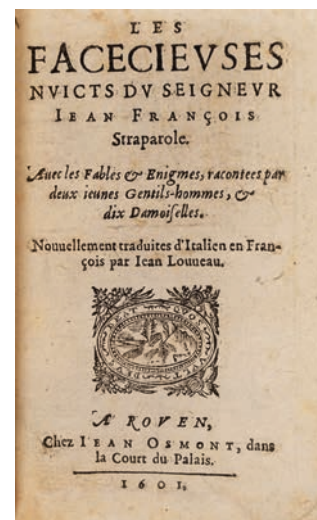 LES
FACECIEVSES
NVICTS DV SEIGNEVR
IEAN FRANÇOIS
Straparole.
Auec les Fables & Enigmes, racontees par
deux ieunes Gentils-hommes, &
dix Damoiſelles.
Nouuellement traduites d'Italien en Fran-
çois par Iean Louueau.
A ROVEN,
Chez IEAN OSMONT, dans
la Court du Palais.
1601.